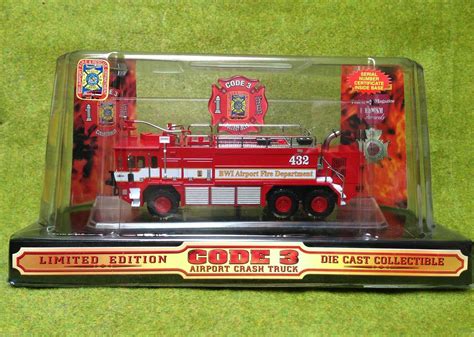 CODE 3
SERIAL
NUMBER
CERTIFICATE
INSIDE BASE
432
BWI Airport Fire Department
LIMITED EDITION
CODE 3
AIRPORT CRASH TRUCK
DIE CAST COLLECTIBLE